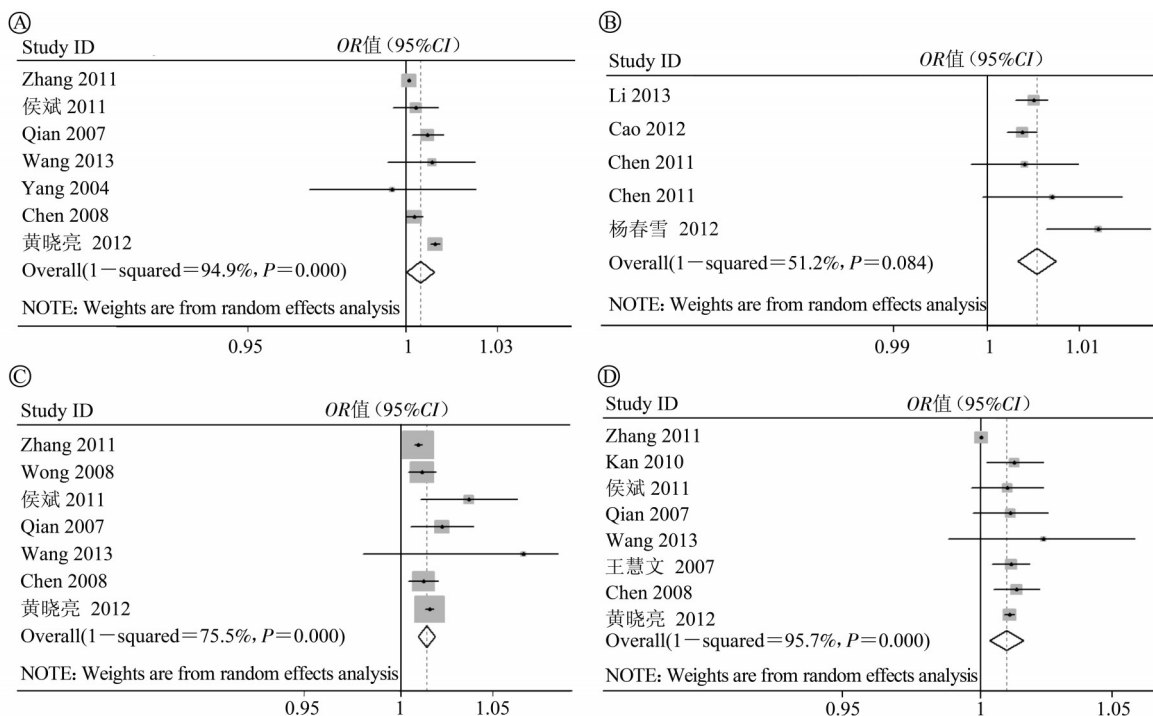 Ⓐ
Study ID OR值(95%CI)
Zhang 2011
侯斌 2011
Qian 2007
Wang 2013
Yang 2004
Chen 2008
黄晓亮 2012
Overall(1-squared=94.9%, P=0.000)
NOTE: Weights are from random effects analysis
0.95 1 1.03
Ⓑ
Study ID OR值(95%CI)
Li 2013
Cao 2012
Chen 2011
Chen 2011
杨春雪 2012
Overall(1-squared=51.2%, P=0.084)
NOTE: Weights are from random effects analysis
0.99 1 1.01
Ⓒ
Study ID OR值(95%CI)
Zhang 2011
Wong 2008
侯斌 2011
Qian 2007
Wang 2013
Chen 2008
黄晓亮 2012
Overall(1-squared=75.5%, P=0.000)
NOTE: Weights are from random effects analysis
0.95 1 1.05
Ⓓ
Study ID OR值(95%CI)
Zhang 2011
Kan 2010
侯斌 2011
Qian 2007
Wang 2013
王慧文 2007
Chen 2008
黄晓亮 2012
Overall(1-squared=95.7%, P=0.000)
NOTE: Weights are from random effects analysis
0.95 1 1.05